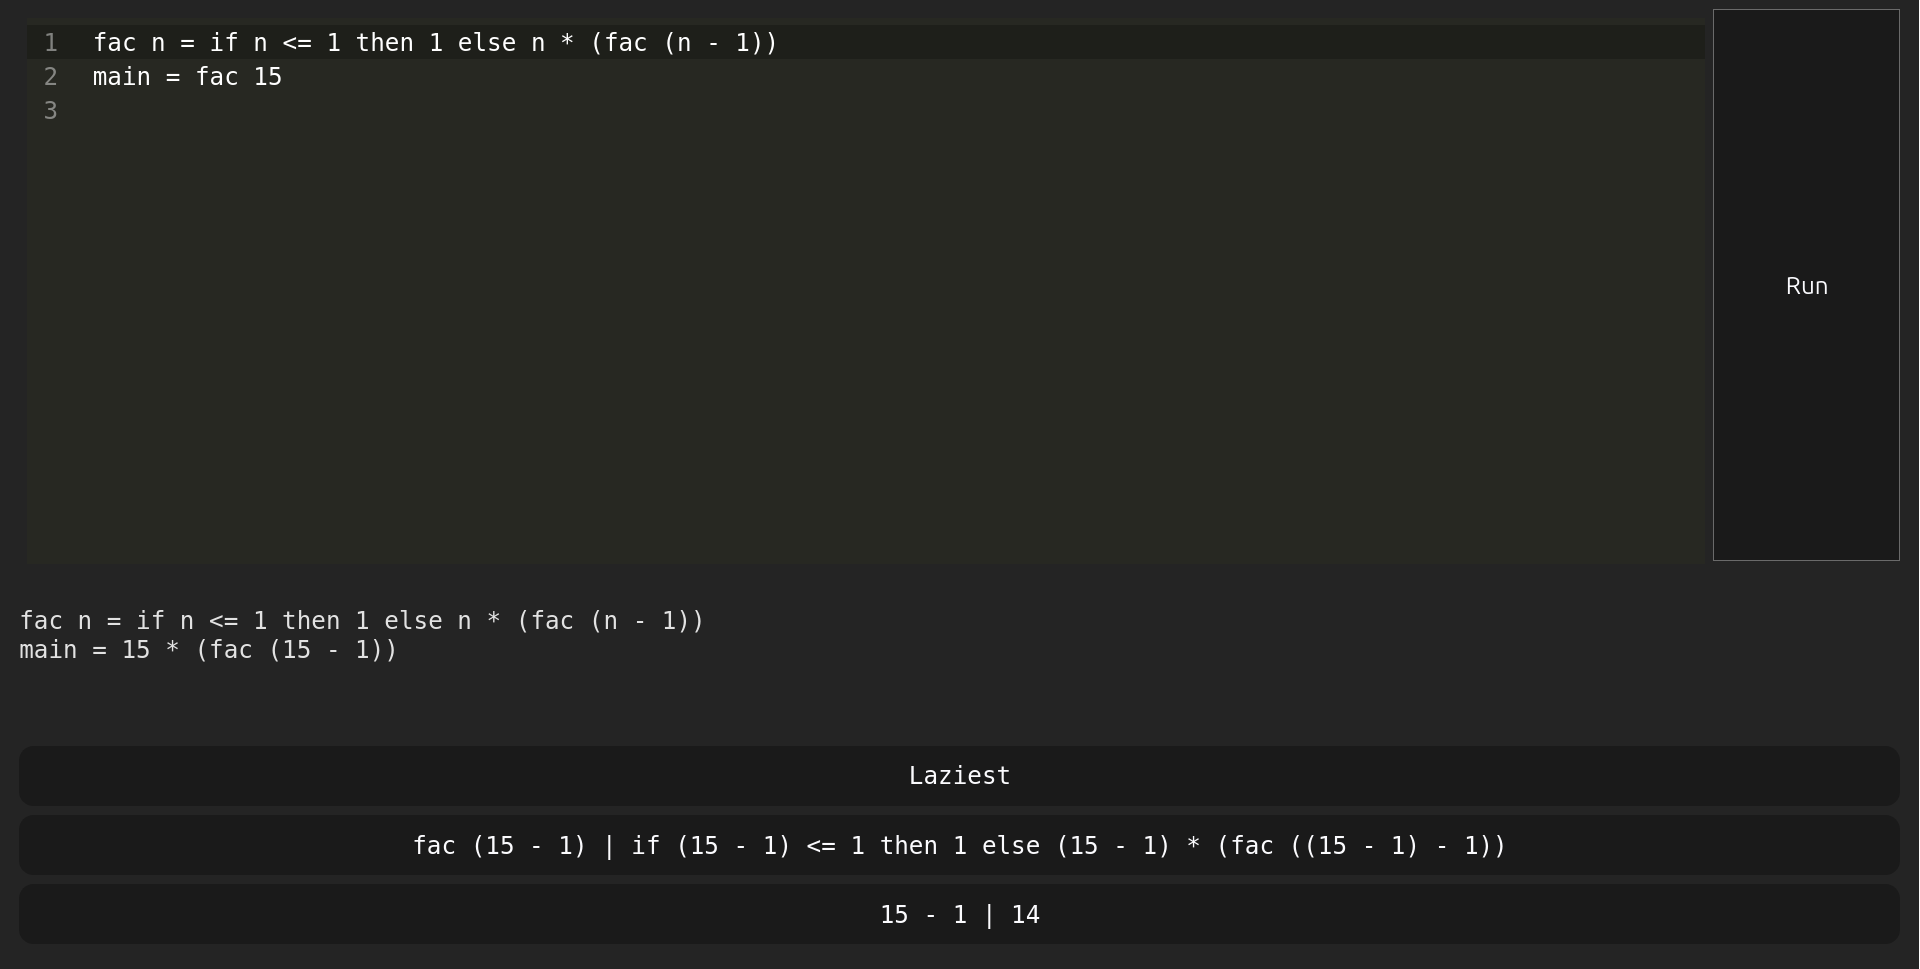 1 fac n = if n <= 1 then 1 else n * (fac (n - 1))
2 main = fac 15
3
Run
fac n = if n <= 1 then 1 else n * (fac (n - 1))
main = 15 * (fac (15 - 1))
Laziest
fac (15 - 1) | if (15 - 1) <= 1 then 1 else (15 - 1) * (fac ((15 - 1) - 1))
15 - 1 | 14